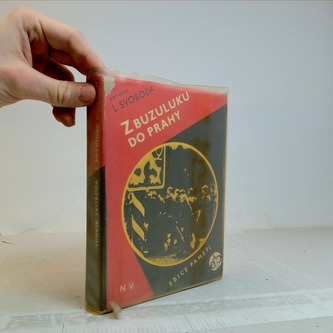 L. SVOBODA
Z BUZULUKU
DO PRAHY
EDICE PAMĚTI
NV